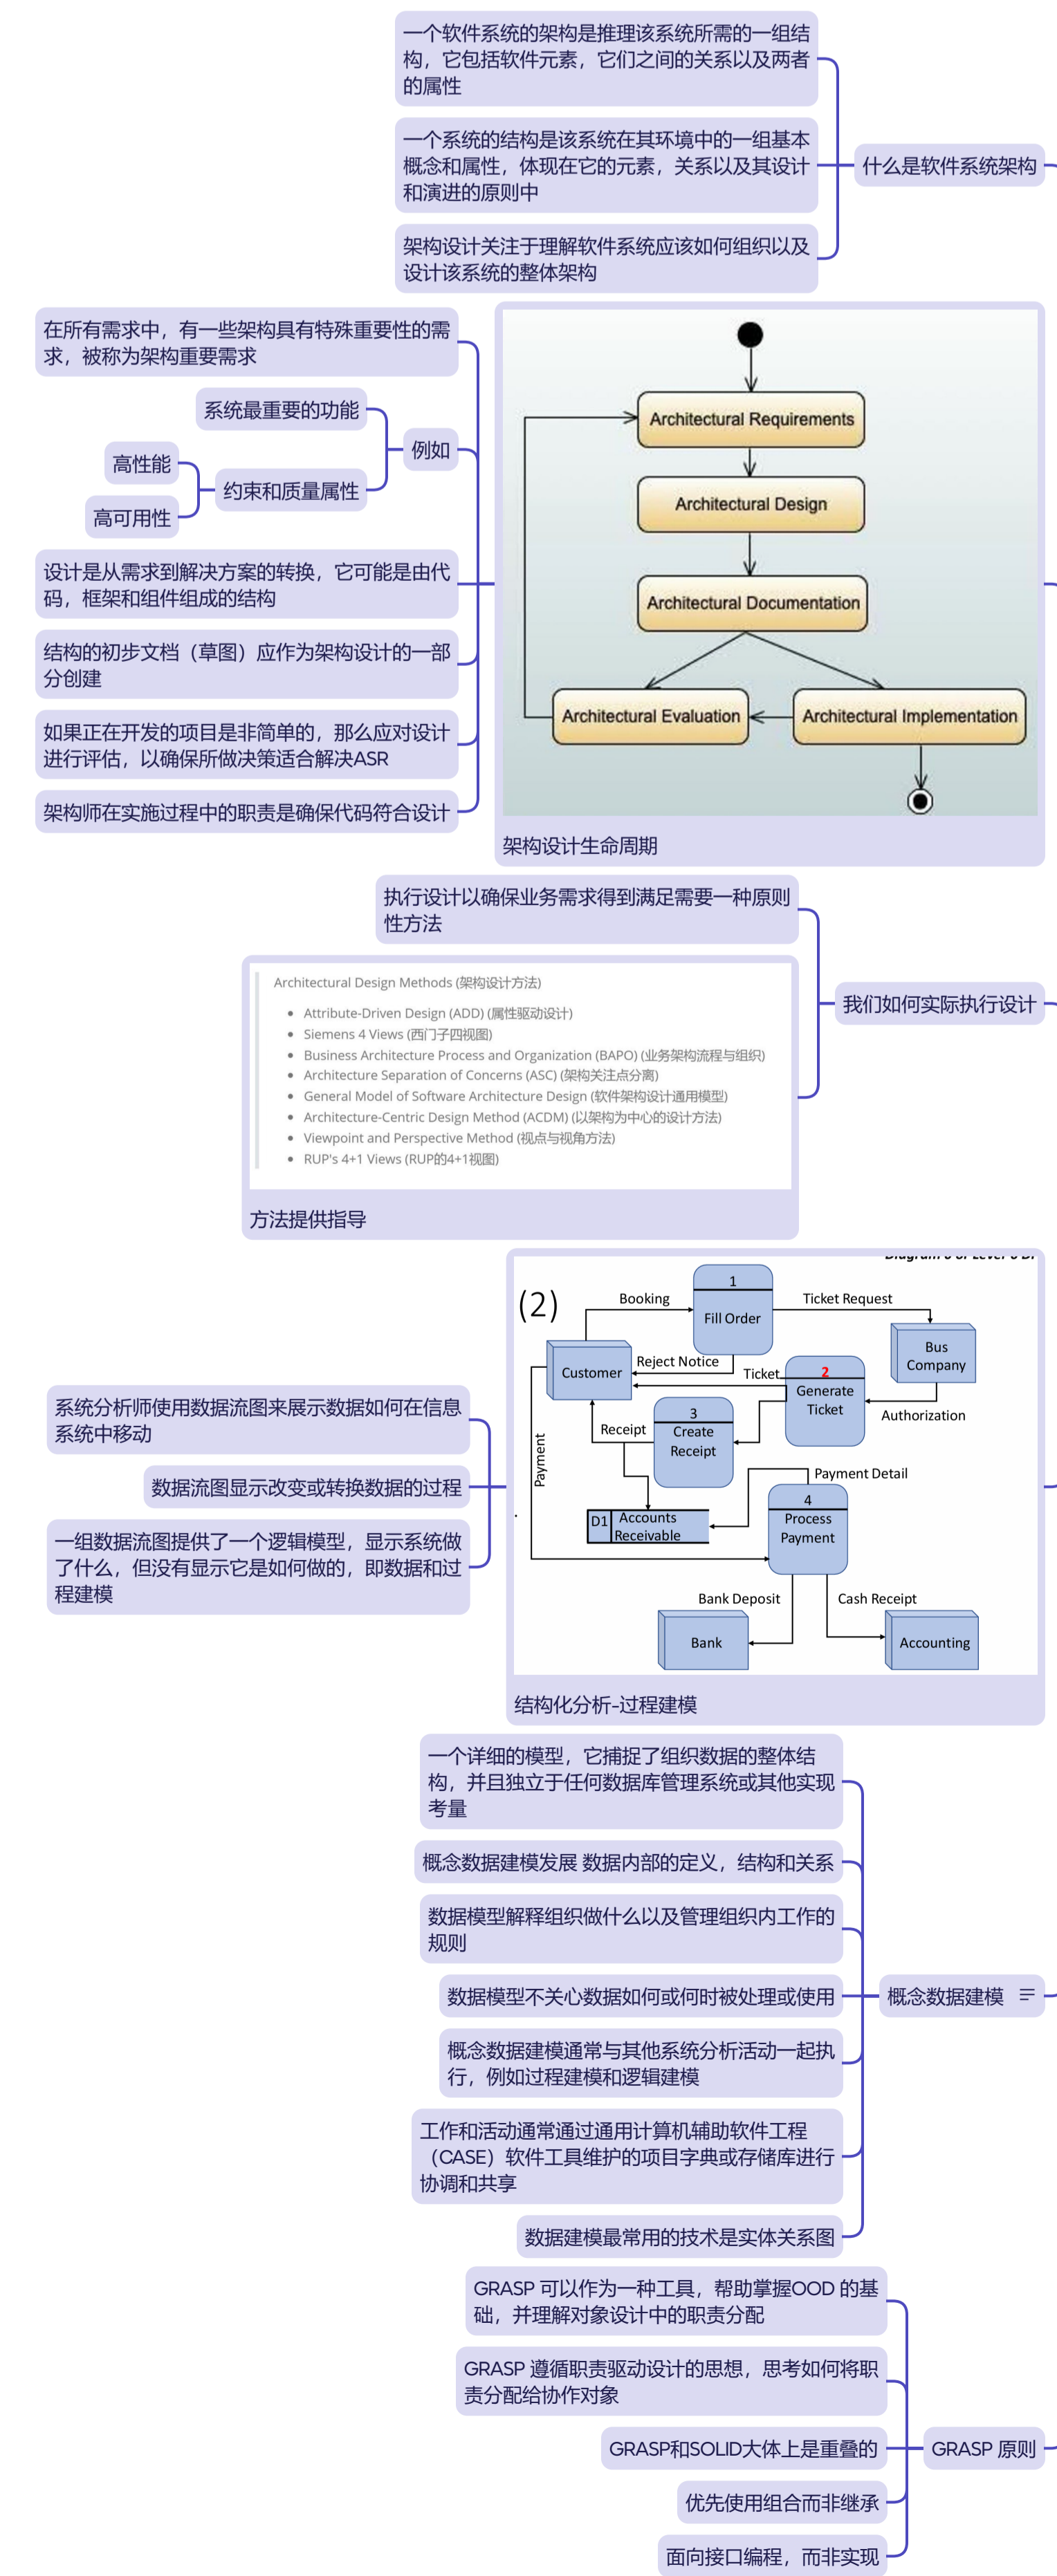 一个软件系统的架构是推理该系统所需的一组结
构，它包括软件元素，它们之间的关系以及两者
的属性
一个系统的结构是该系统在其环境中的一组基本
概念和属性，体现在它的元素，关系以及其设计
和演进的原则中
什么是软件系统架构
架构设计关注于理解软件系统应该如何组织以及
设计该系统的整体架构
在所有需求中，有一些架构具有特殊重要性的需
求，被称为架构重要需求
系统最重要的功能
例如
高性能
约束和质量属性
高可用性
设计是从需求到解决方案的转换，它可能是由代
码，框架和组件组成的结构
结构的初步文档（草图）应作为架构设计的一部
分创建
如果正在开发的项目是非简单的，那么应对设计
进行评估，以确保所做决策适合解决ASR
架构师在实施过程中的职责是确保代码符合设计
Architectural Requirements
Architectural Design
Architectural Documentation
Architectural Evaluation
Architectural Implementation
架构设计生命周期
执行设计以确保业务需求得到满足需要一种原则
性方法
我们如何实际执行设计
Architectural Design Methods (架构设计方法)
• Attribute-Driven Design (ADD) (属性驱动设计)
• Siemens 4 Views (西门子四视图)
• Business Architecture Process and Organization (BAPO) (业务架构流程与组织)
• Architecture Separation of Concerns (ASC) (架构关注点分离)
• General Model of Software Architecture Design (软件架构设计通用模型)
• Architecture-Centric Design Method (ACDM) (以架构为中心的设计方法)
• Viewpoint and Perspective Method (视点与视角方法)
• RUP's 4+1 Views (RUP的4+1视图)
方法提供指导
(2)
1
Fill Order
Booking
Ticket Request
Bus
Company
Customer
Reject Notice
Ticket
2
Generate
Ticket
Authorization
3
Create
Receipt
Receipt
Payment
Payment Detail
D1
Accounts
Receivable
4
Process
Payment
Bank Deposit
Cash Receipt
Bank
Accounting
结构化分析-过程建模
系统分析师使用数据流图来展示数据如何在信息
系统中移动
数据流图显示改变或转换数据的过程
一组数据流图提供了一个逻辑模型，显示系统做
了什么，但没有显示它是如何做的，即数据和过
程建模
一个详细的模型，它捕捉了组织数据的整体结
构，并且独立于任何数据库管理系统或其他实现
考量
概念数据建模发展 数据内部的定义，结构和关系
数据模型解释组织做什么以及管理组织内工作的
规则
数据模型不关心数据如何或何时被处理或使用
概念数据建模
概念数据建模通常与其他系统分析活动一起执
行，例如过程建模和逻辑建模
工作和活动通常通过通用计算机辅助软件工程
（CASE）软件工具维护的项目字典或存储库进行
协调和共享
数据建模最常用的技术是实体关系图
GRASP 可以作为一种工具，帮助掌握OOD 的基
础，并理解对象设计中的职责分配
GRASP 遵循职责驱动设计的思想，思考如何将职
责分配给协作对象
GRASP和SOLID大体上是重叠的
GRASP 原则
优先使用组合而非继承
面向接口编程，而非实现